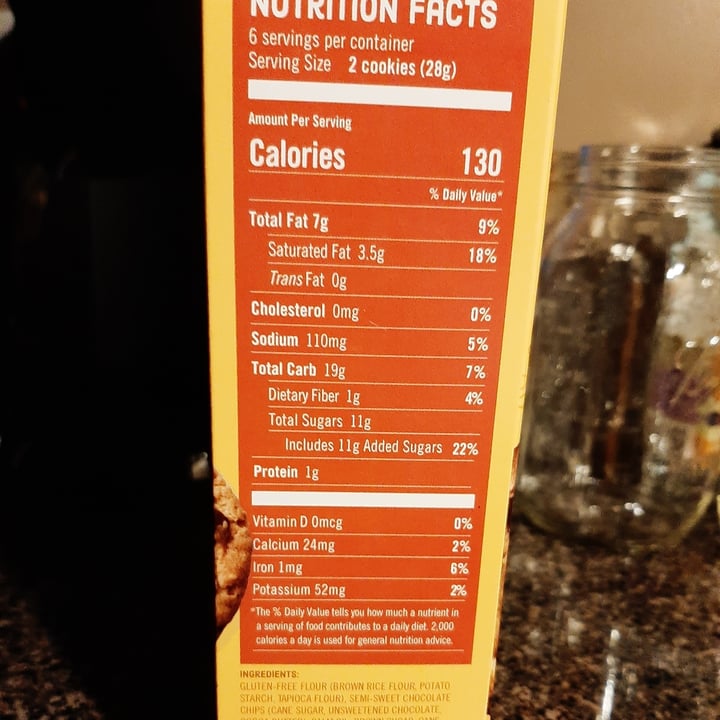 NUTRITION FACTS
6 servings per container
Serving Size 2 cookies (28g)
Amount Per Serving
Calories 130
% Daily Value*
Total Fat 7g 9%
Saturated Fat 3.5g 18%
Trans Fat 0g
Cholesterol 0mg 0%
Sodium 110mg 5%
Total Carb 19g 7%
Dietary Fiber 1g 4%
Total Sugars 11g
Includes 11g Added Sugars 22%
Protein 1g
Vitamin D 0mcg 0%
Calcium 24mg 2%
Iron 1mg 6%
Potassium 52mg 2%
*The % Daily Value tells you how much a nutrient in
a serving of food contributes to a daily diet. 2,000
calories a day is used for general nutrition advice.
INGREDIENTS:
GLUTEN-FREE FLOUR (BROWN RICE FLOUR, POTATO
STARCH, TAPIOCA FLOUR), SEMI-SWEET CHOCOLATE
CHIPS (CANE SUGAR, UNSWEETENED CHOCOLATE,